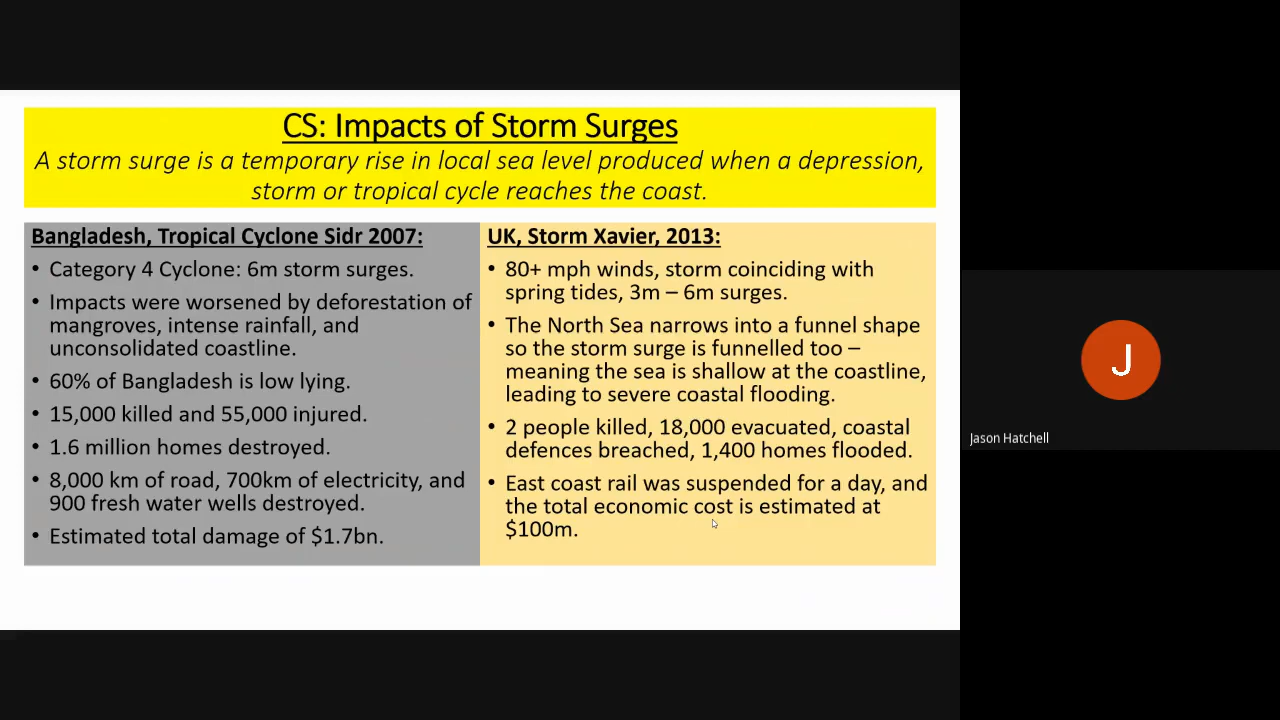 CS: Impacts of Storm Surges
A storm surge is a temporary rise in local sea level produced when a depression,
storm or tropical cycle reaches the coast.
Bangladesh, Tropical Cyclone Sidr 2007:
• Category 4 Cyclone: 6m storm surges.
• Impacts were worsened by deforestation of
mangroves, intense rainfall, and
unconsolidated coastline.
• 60% of Bangladesh is low lying.
• 15,000 killed and 55,000 injured.
• 1.6 million homes destroyed.
• 8,000 km of road, 700km of electricity, and
900 fresh water wells destroyed.
• Estimated total damage of $1.7bn.
UK, Storm Xavier, 2013:
• 80+ mph winds, storm coinciding with
spring tides, 3m – 6m surges.
• The North Sea narrows into a funnel shape
so the storm surge is funnelled too –
meaning the sea is shallow at the coastline,
leading to severe coastal flooding.
• 2 people killed, 18,000 evacuated, coastal
defences breached, 1,400 homes flooded.
• East coast rail was suspended for a day, and
the total economic cost is estimated at
$100m.
J
Jason Hatchell